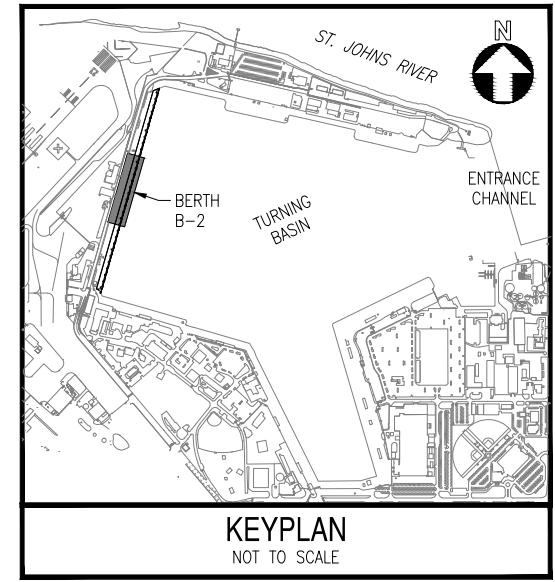 N
ST. JOHNS RIVER
ENTRANCE
CHANNEL
BERTH
B-2
TURNING
BASIN
KEYPLAN
NOT TO SCALE